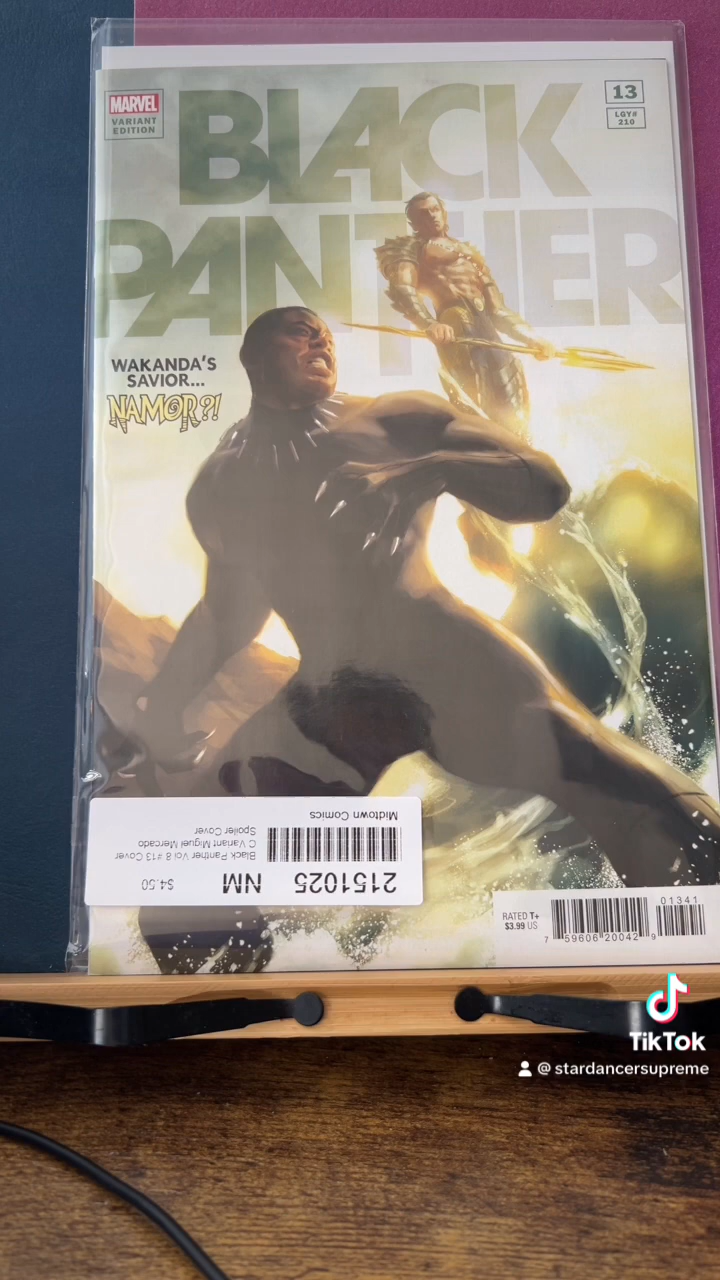 BLACK
PANTHER
MARVEL
VARIANT
EDITION
13
LGY#
210
WAKANDA'S
SAVIOR...
NAMOR?!
2151025 NM $4.50
Black Panther Vol 8 #13 Cover
C Variant Miguel Mercado
Spoiler Cover
Midtown Comics
RATED T+
$3.99 US
01341
7 59606 20042 9
TikTok
@ stardancersupreme